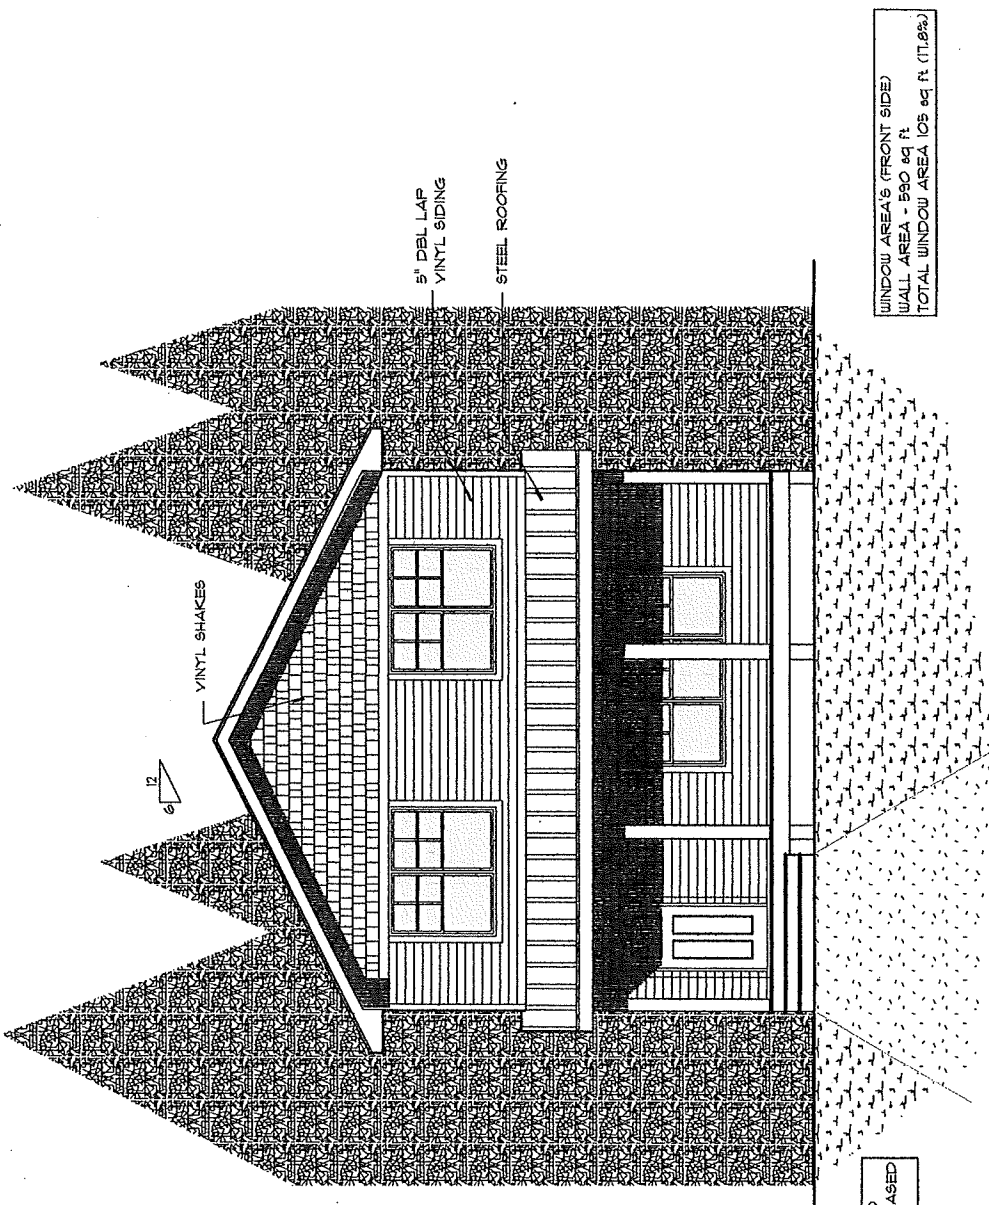 12
6
VINYL SHAKES
5" DBL LAP
VINYL SIDING
STEEL ROOFING
WINDOW AREA'S (FRONT SIDE)
WALL AREA - 590 sq ft
TOTAL WINDOW AREA 105 sq ft (17.8%)
ASED